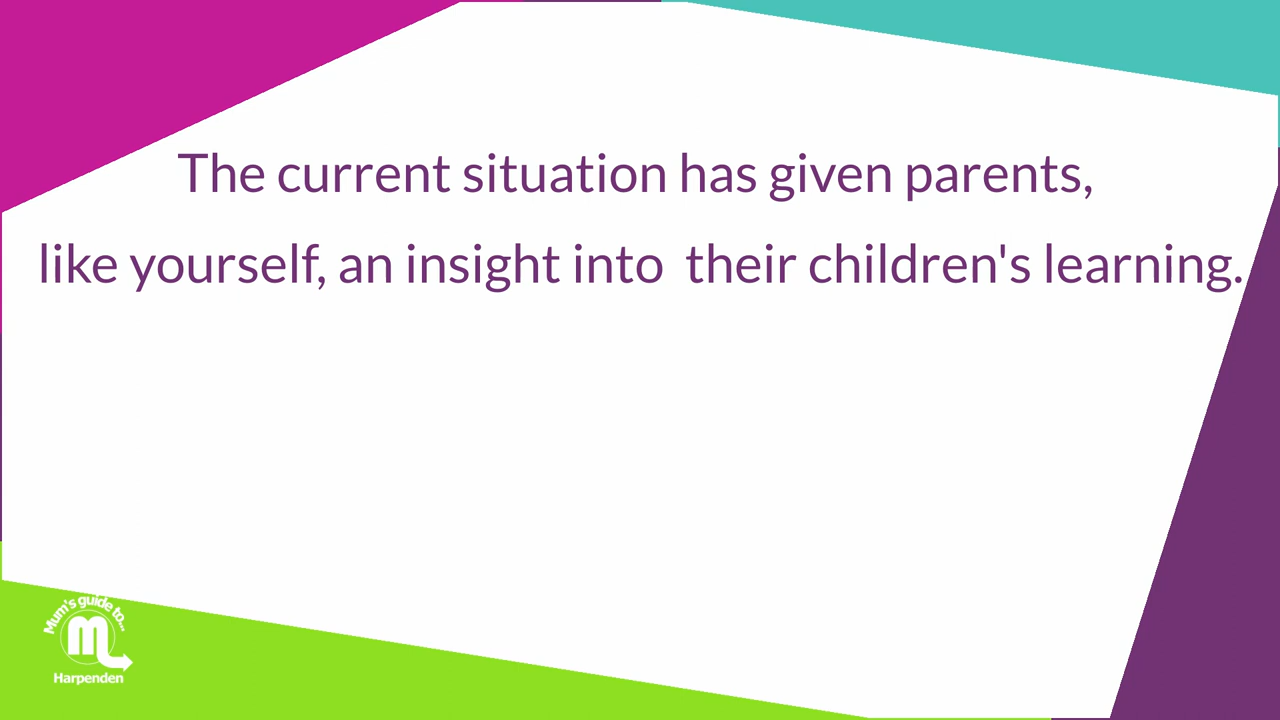 The current situation has given parents,
like yourself, an insight into  their children's learning.
Mum's guide to...
m
Harpenden